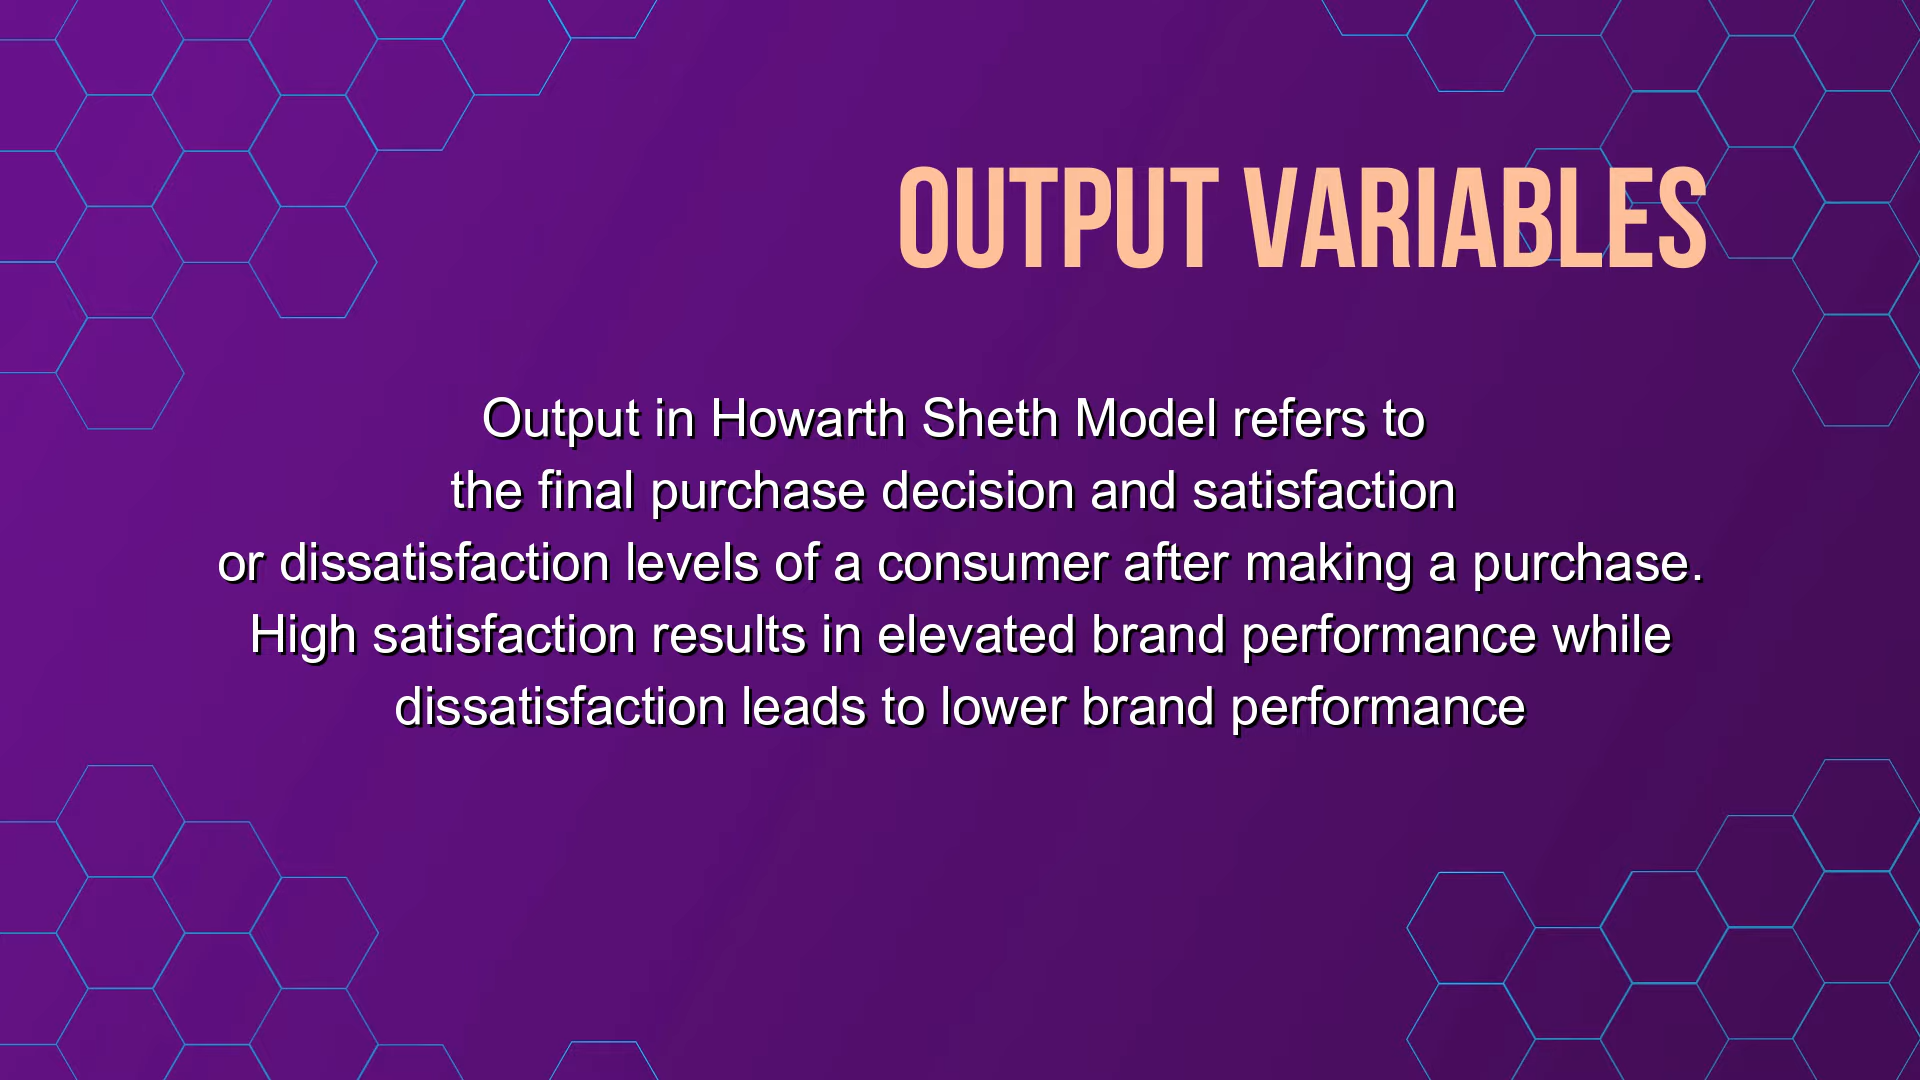 OUTPUT VARIABLES
Output in Howarth Sheth Model refers to
the final purchase decision and satisfaction
or dissatisfaction levels of a consumer after making a purchase.
High satisfaction results in elevated brand performance while
dissatisfaction leads to lower brand performance